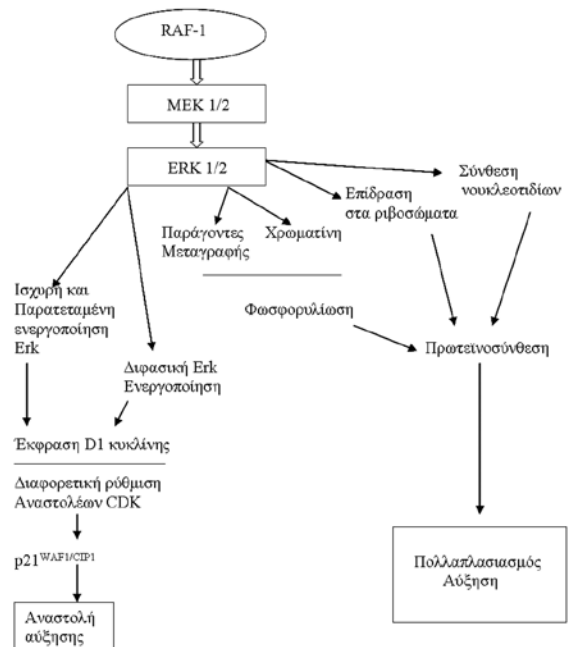 RAF-1
MEK 1/2
ERK 1/2
Σύνθεση
νουκλεοτιδίων
Επίδραση
στα ριβοσώματα
Παράγοντες
Μεταγραφής
Χρωματίνη
Ισχυρή και
Παρατεταμένη
ενεργοποίηση
Erk
Φωσφορυλίωση
Πρωτεϊνοσύνθεση
Διφασική Erk
Ενεργοποίηση
Έκφραση D1 κυκλίνης
Διαφορετική ρύθμιση
Αναστολέων CDK
p21WAF1/CIP1
Πολλαπλασιασμός
Αύξηση
Αναστολή
αύξησης